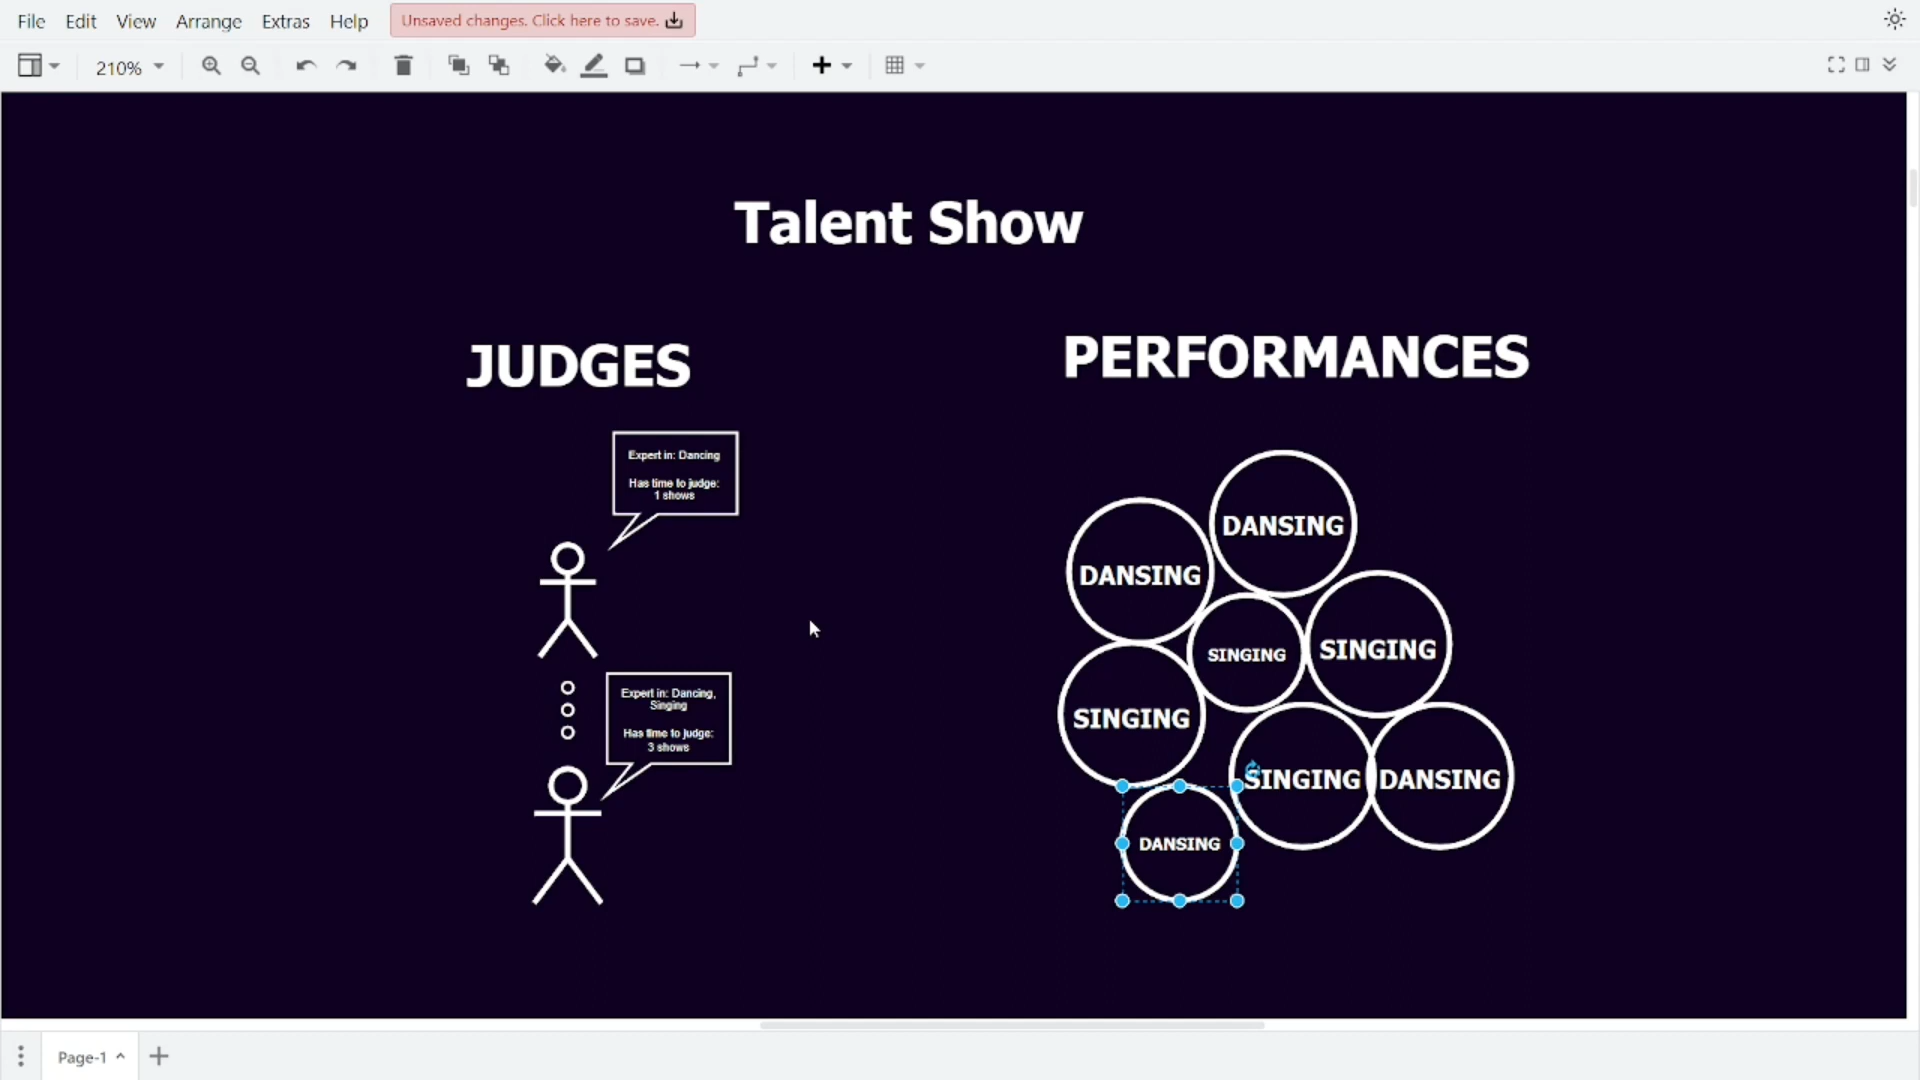 File Edit View Arrange Extras Help Unsaved changes. Click here to save.
210%
Talent Show
JUDGES
PERFORMANCES
Expert in: Dancing
Has time to judge:
1 shows
Expert in: Dancing,
Singing
Has time to judge:
3 shows
DANSING
DANSING
SINGING
SINGING
SINGING
SINGING
DANSING
DANSING
Page-1